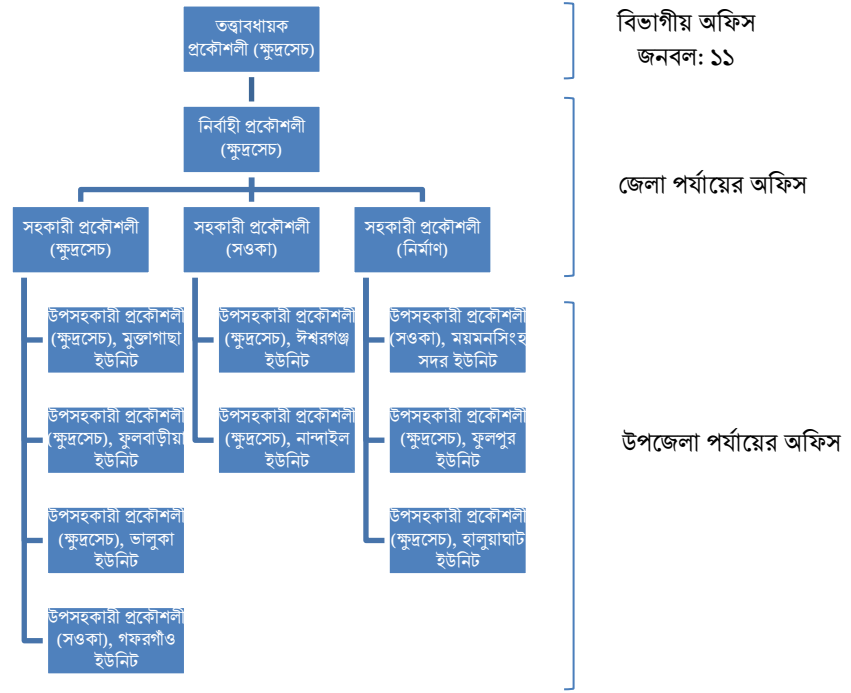 তত্ত্বাবধায়ক
প্রকৌশলী (ক্ষুদ্রসেচ)
বিভাগীয় অফিস
জনবল: ১১
নির্বাহী প্রকৌশলী
(ক্ষুদ্রসেচ)
জেলা পর্যায়ের অফিস
সহকারী প্রকৌশলী
(ক্ষুদ্রসেচ)
সহকারী প্রকৌশলী
(সওকা)
সহকারী প্রকৌশলী
(নির্মাণ)
উপসহকারী প্রকৌশলী
(ক্ষুদ্রসেচ), মুক্তাগাছা
ইউনিট
উপসহকারী প্রকৌশলী
(ক্ষুদ্রসেচ), ফুলবাড়ীয়া
ইউনিট
উপসহকারী প্রকৌশলী
(ক্ষুদ্রসেচ), ভালুকা
ইউনিট
উপসহকারী প্রকৌশলী
(সওকা), গফরগাঁও
ইউনিট
উপসহকারী প্রকৌশলী
(ক্ষুদ্রসেচ), ঈশ্বরগঞ্জ
ইউনিট
উপসহকারী প্রকৌশলী
(ক্ষুদ্রসেচ), নান্দাইল
ইউনিট
উপসহকারী প্রকৌশলী
(সওকা), ময়মনসিংহ
সদর ইউনিট
উপসহকারী প্রকৌশলী
(ক্ষুদ্রসেচ), ফুলপুর
ইউনিট
উপসহকারী প্রকৌশলী
(ক্ষুদ্রসেচ), হালুয়াঘাট
ইউনিট
উপজেলা পর্যায়ের অফিস